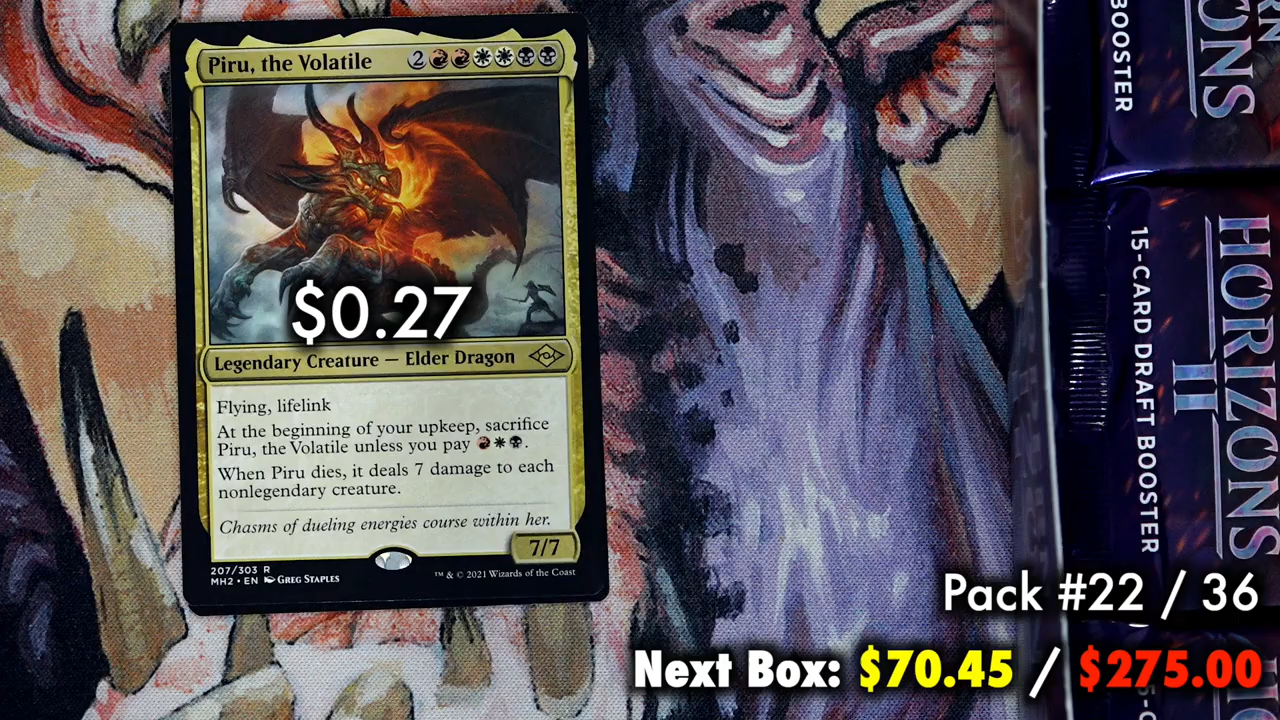 Piru, the Volatile
2
$0.27
Legendary Creature — Elder Dragon
Flying, lifelink
At the beginning of your upkeep, sacrifice
Piru, the Volatile unless you pay
When Piru dies, it deals 7 damage to each
nonlegendary creature.
Chasms of dueling energies course within her.
7/7
207/303 R
MH2 • EN Greg Staples
™ & © 2021 Wizards of the Coast
BOOSTER
HORIZONS
II
15-CARD DRAFT BOOSTER
Pack #22 / 36
Next Box: $70.45 / $275.00